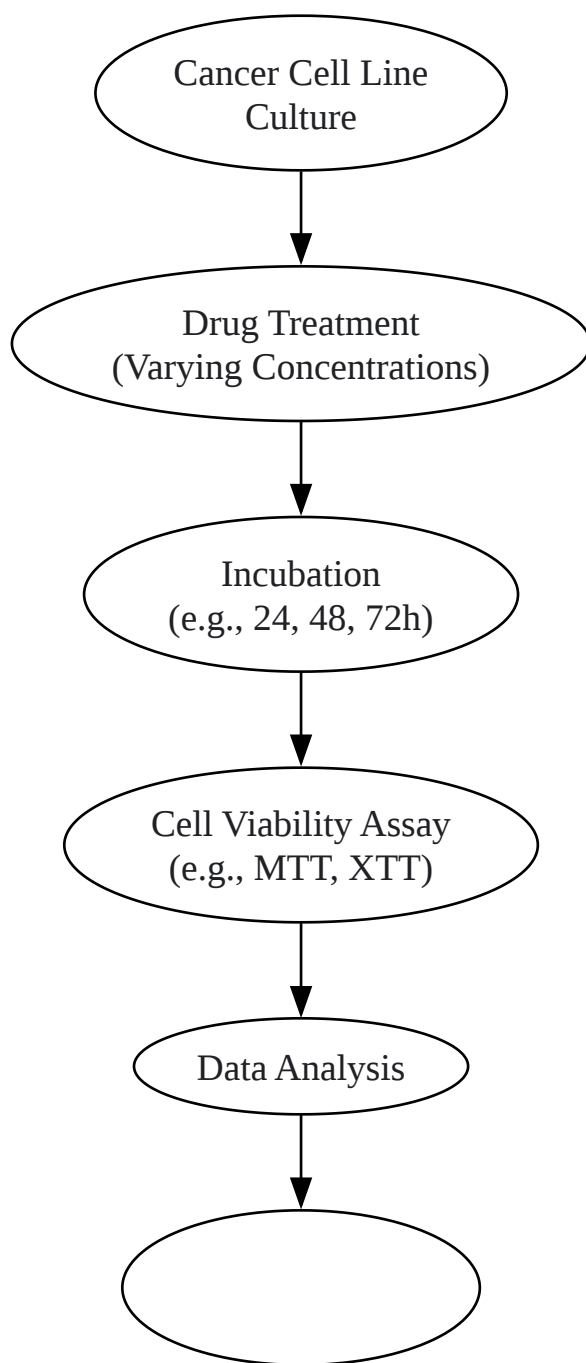 Cancer Cell Line
Culture
Drug Treatment
(Varying Concentrations)
Incubation
(e.g., 24, 48, 72h)
Cell Viability Assay
(e.g., MTT, XTT)
Data Analysis